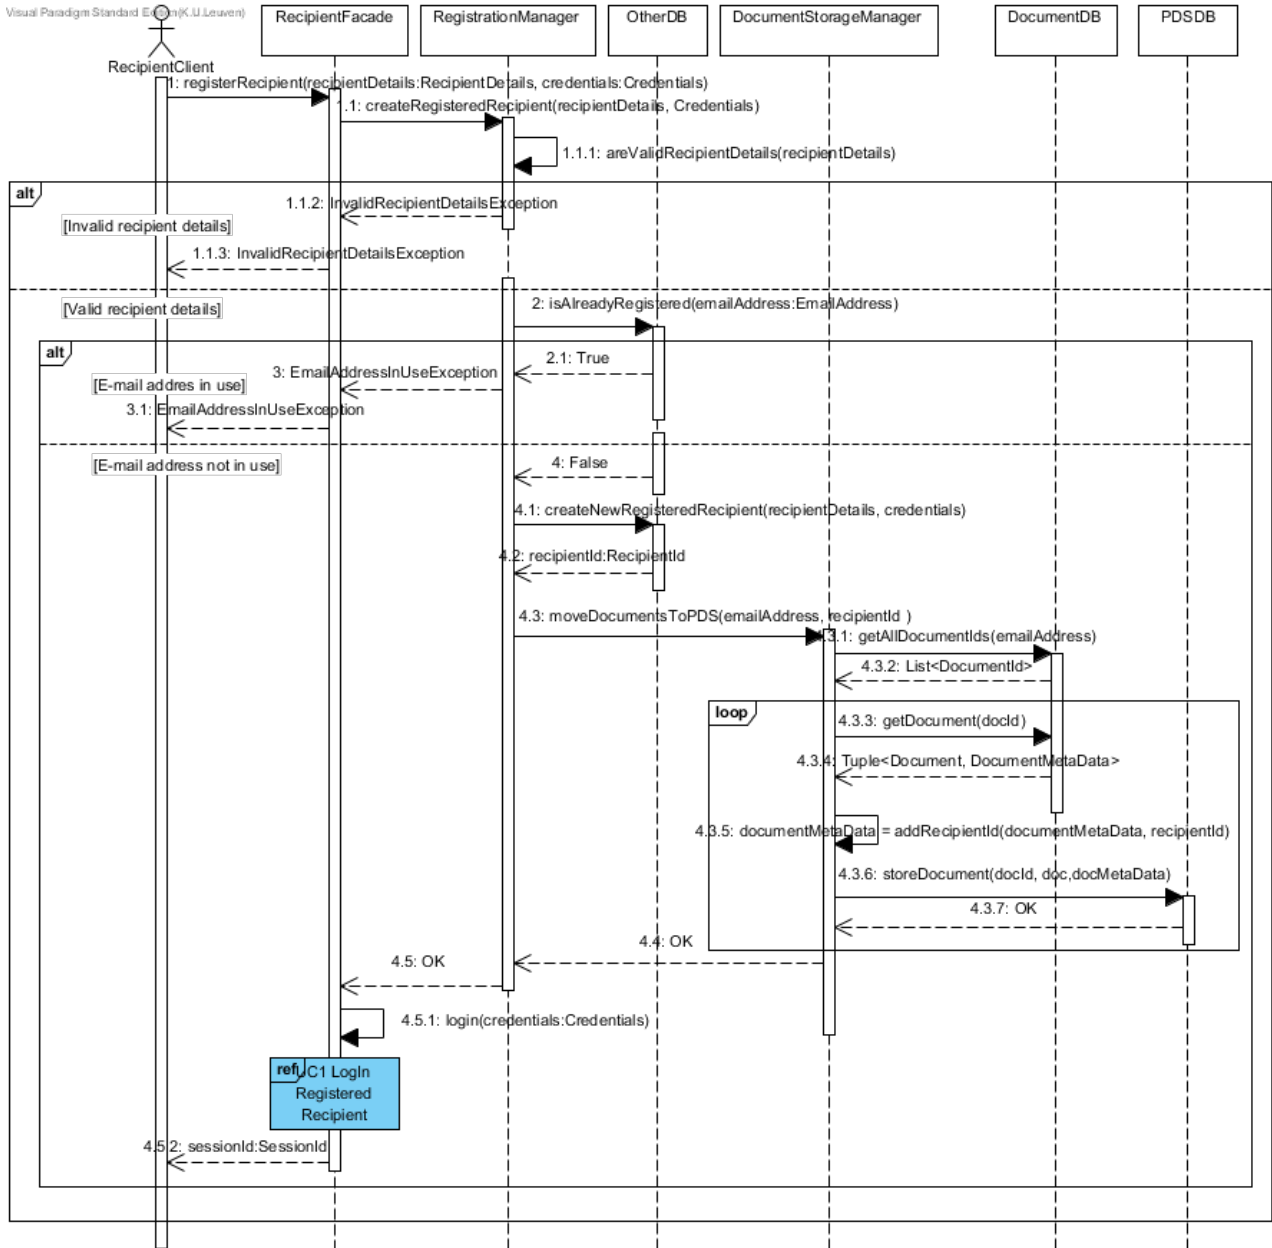 Visual Paradigm Standard Edition(K.U.Leuven)
RecipientClient
RecipientFacade
RegistrationManager
OtherDB
DocumentStorageManager
DocumentDB
PDSDB
1: registerRecipient(recipientDetails:RecipientDetails, credentials:Credentials)
1.1: createRegisteredRecipient(recipientDetails, Credentials)
1.1.1: areValidRecipientDetails(recipientDetails)
alt
1.1.2: InvalidRecipientDetailsException
[Invalid recipient details]
1.1.3: InvalidRecipientDetailsException
2: isAlreadyRegistered(emailAddress:EmailAddress)
[Valid recipient details]
alt
2.1: True
3: EmailAddressInUseException
[E-mail addres in use]
3.1: EmailAddressInUseException
[E-mail address not in use]
4: False
4.1: createNewRegisteredRecipient(recipientDetails, credentials)
4.2: recipientId:RecipientId
4.3: moveDocumentsToPDS(emailAddress, recipientId )
4.3.1: getAllDocumentIds(emailAddress)
4.3.2: List<DocumentId>
loop
4.3.3: getDocument(docId)
4.3.4: Tuple<Document, DocumentMetaData>
4.3.5: documentMetaData = addRecipientId(documentMetaData, recipientId)
4.3.6: storeDocument(docId, doc,docMetaData)
4.3.7: OK
4.4: OK
4.5: OK
4.5.1: login(credentials:Credentials)
ref
UC1 LogIn
Registered
Recipient
4.5.2: sessionId:SessionId